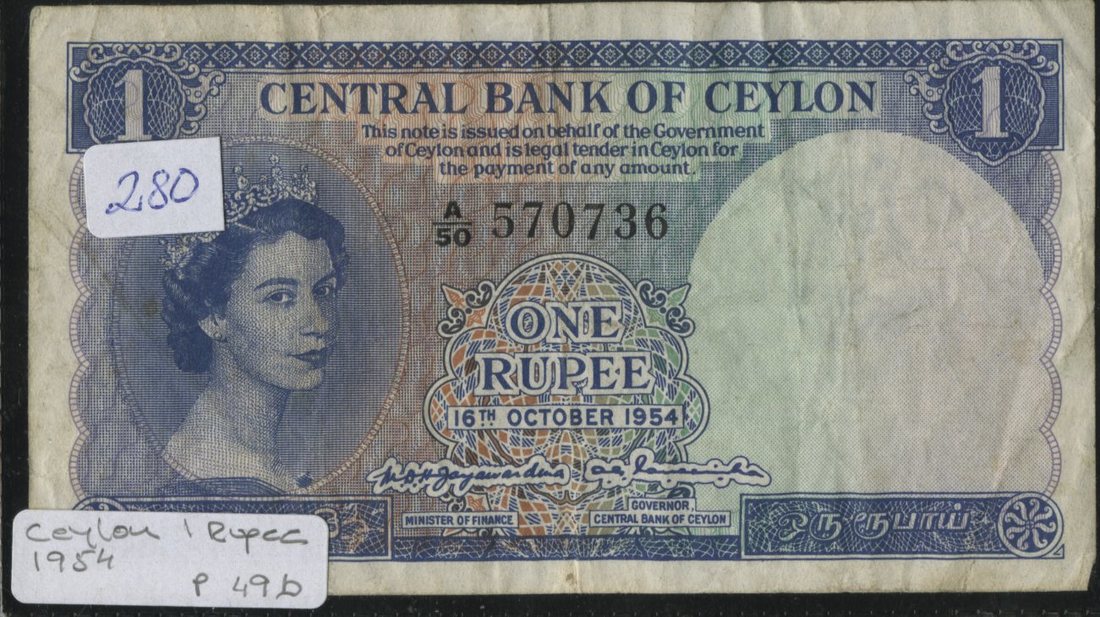 1
CENTRAL BANK OF CEYLON
1
This note is issued on behalf of the Government
of Ceylon and is legal tender in Ceylon for
the payment of any amount.
280
A/50 570736
ONE
RUPEE
16TH OCTOBER 1954
MINISTER OF FINANCE
GOVERNOR,
CENTRAL BANK OF CEYLON
ஒரு ரூபாய்
Ceylon 1 Rupee
1954
P 49b